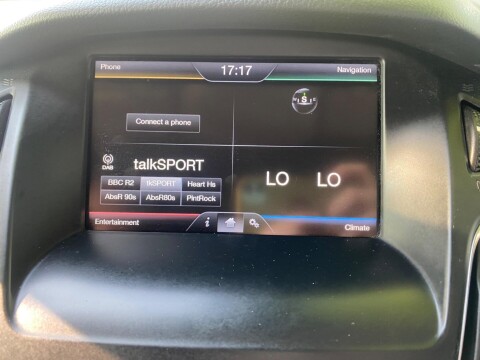 Phone
17:17
Navigation
S
Connect a phone
DAB
talkSPORT
LO LO
BBC R2 tkSPORT Heart Hs
AbsR 90s AbsR80s PlntRock
Entertainment
i
Climate